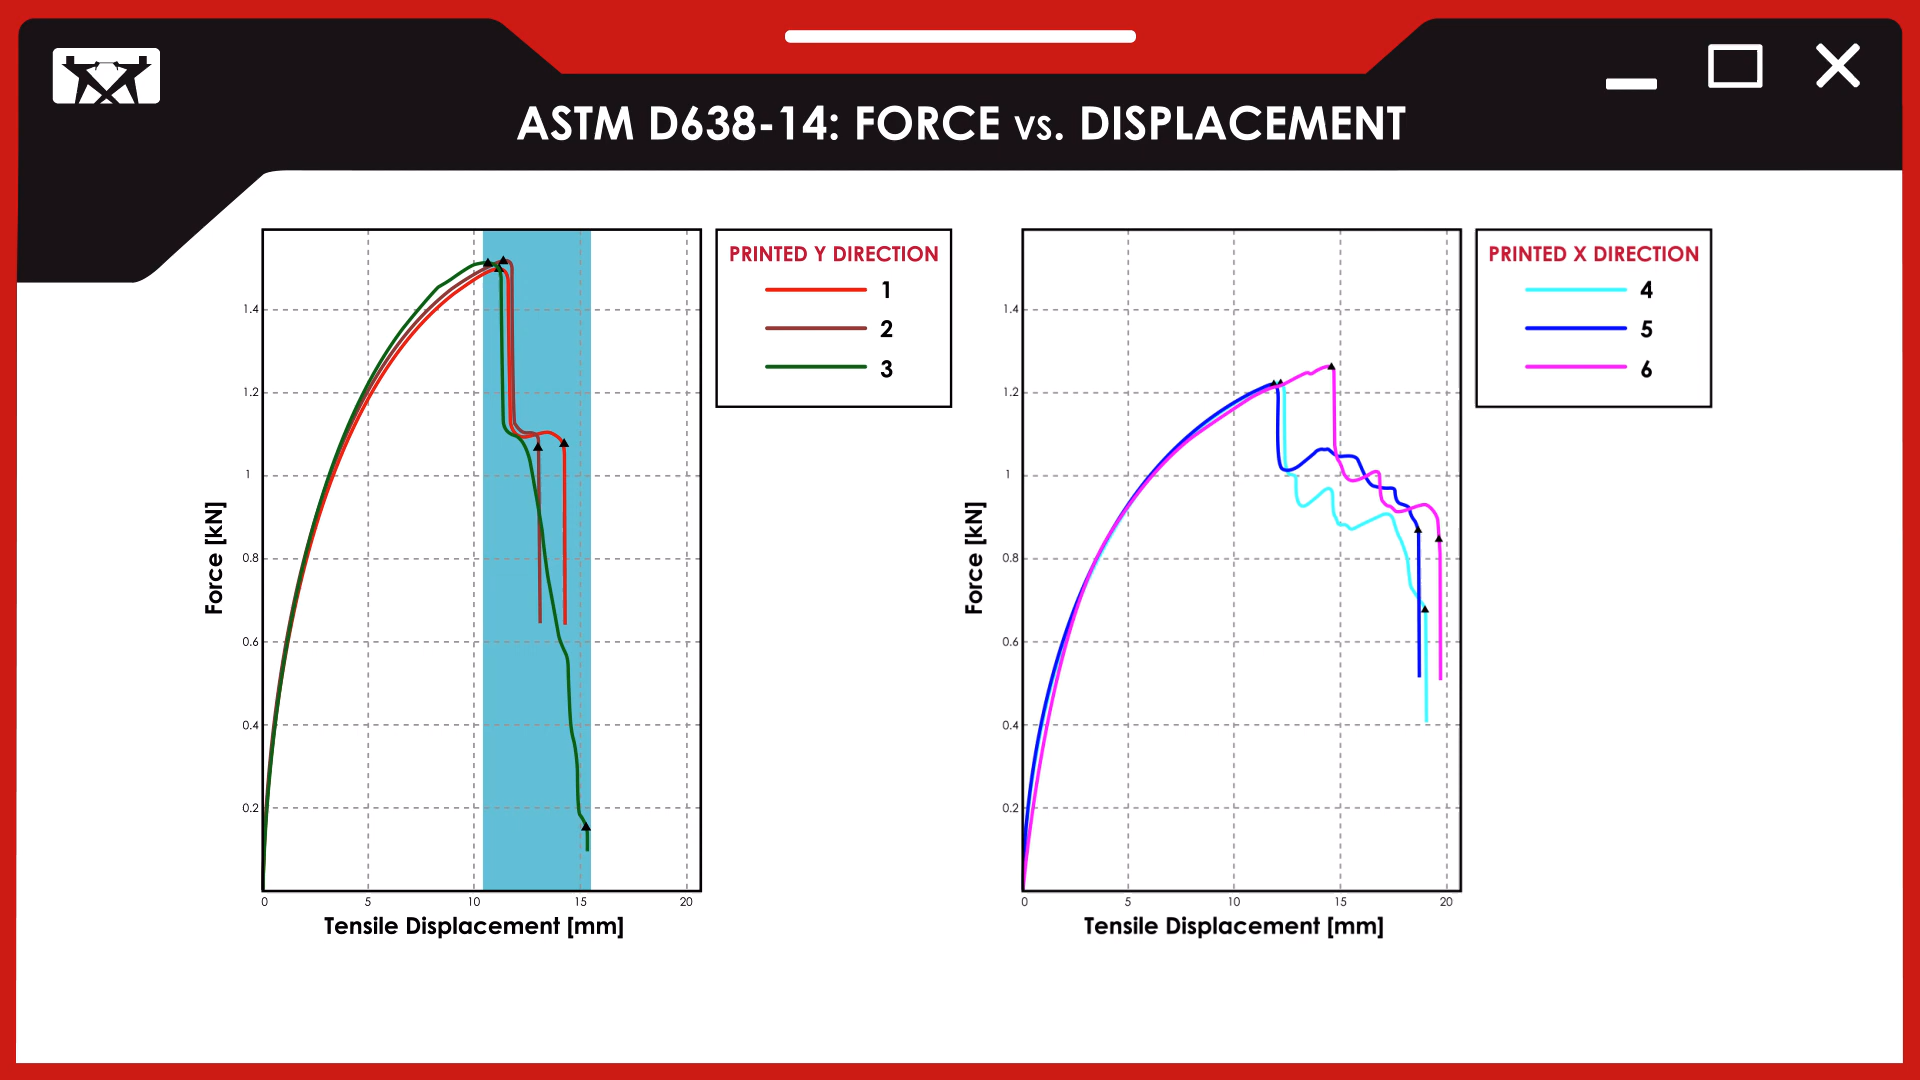 ASTM D638-14: FORCE vs. DISPLACEMENT
PRINTED Y DIRECTION
1
2
3
1.4
1.2
1
0.8
0.6
0.4
0.2
Force [kN]
0 5 10 15 20
Tensile Displacement [mm]
PRINTED X DIRECTION
4
5
6
1.4
1.2
1
0.8
0.6
0.4
0.2
Force [kN]
0 5 10 15 20
Tensile Displacement [mm]